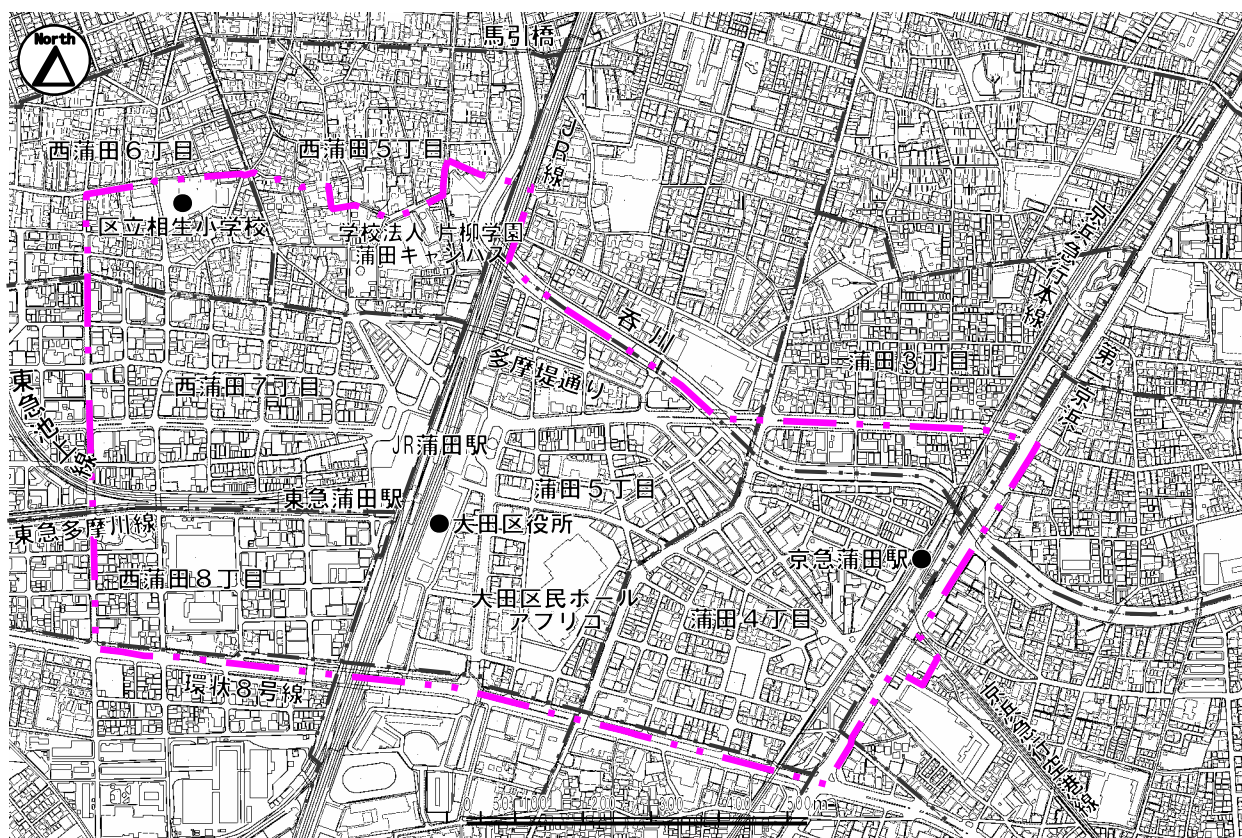 North
馬引橋
JR線
西蒲田6丁目
西蒲田5丁目
区立相生小学校
学校法人 片柳学園
蒲田キャンパス
京浜急行本線
第一京浜
呑川
蒲田3丁目
多摩堤通り
西蒲田7丁目
東急池上線
JR蒲田駅
東急蒲田駅
蒲田5丁目
大田区役所
東急多摩川線
京急蒲田駅
西蒲田8丁目
大田区民ホール
アプリコ
蒲田4丁目
環状8号線
京浜急行空港線
0 50 100 200 300 400 500m